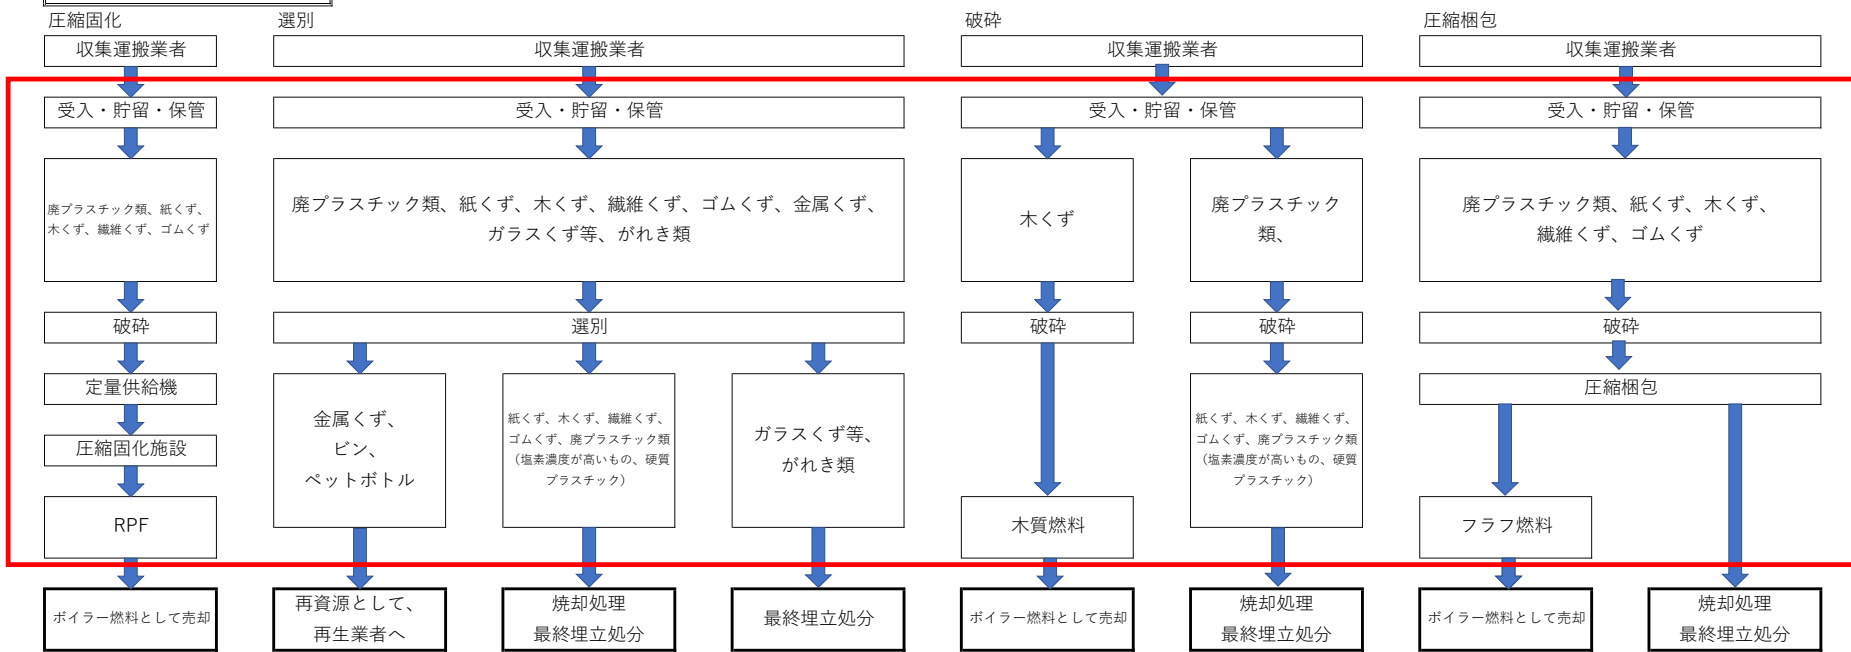 圧縮固化
選別
破砕
圧縮梱包
収集運搬業者
収集運搬業者
収集運搬業者
収集運搬業者
受入・貯留・保管
受入・貯留・保管
受入・貯留・保管
受入・貯留・保管
廃プラスチック類、紙くず、
木くず、繊維くず、ゴムくず
廃プラスチック類、紙くず、木くず、繊維くず、ゴムくず、金属くず、
ガラスくず等、がれき類
木くず
廃プラスチック
類、
廃プラスチック類、紙くず、木くず、
繊維くず、ゴムくず
破砕
選別
破砕
破砕
破砕
定量供給機
圧縮固化施設
RPF
金属くず、
ビン、
ペットボトル
紙くず、木くず、繊維くず、
ゴムくず、廃プラスチック類
（塩素濃度が高いもの、硬質
プラスチック）
ガラスくず等、
がれき類
木質燃料
紙くず、木くず、繊維くず、
ゴムくず、廃プラスチック類
（塩素濃度が高いもの、硬質
プラスチック）
圧縮梱包
フラフ燃料
ボイラー燃料として売却
再資源として、
再生業者へ
焼却処理
最終埋立処分
最終埋立処分
ボイラー燃料として売却
焼却処理
最終埋立処分
ボイラー燃料として売却
焼却処理
最終埋立処分